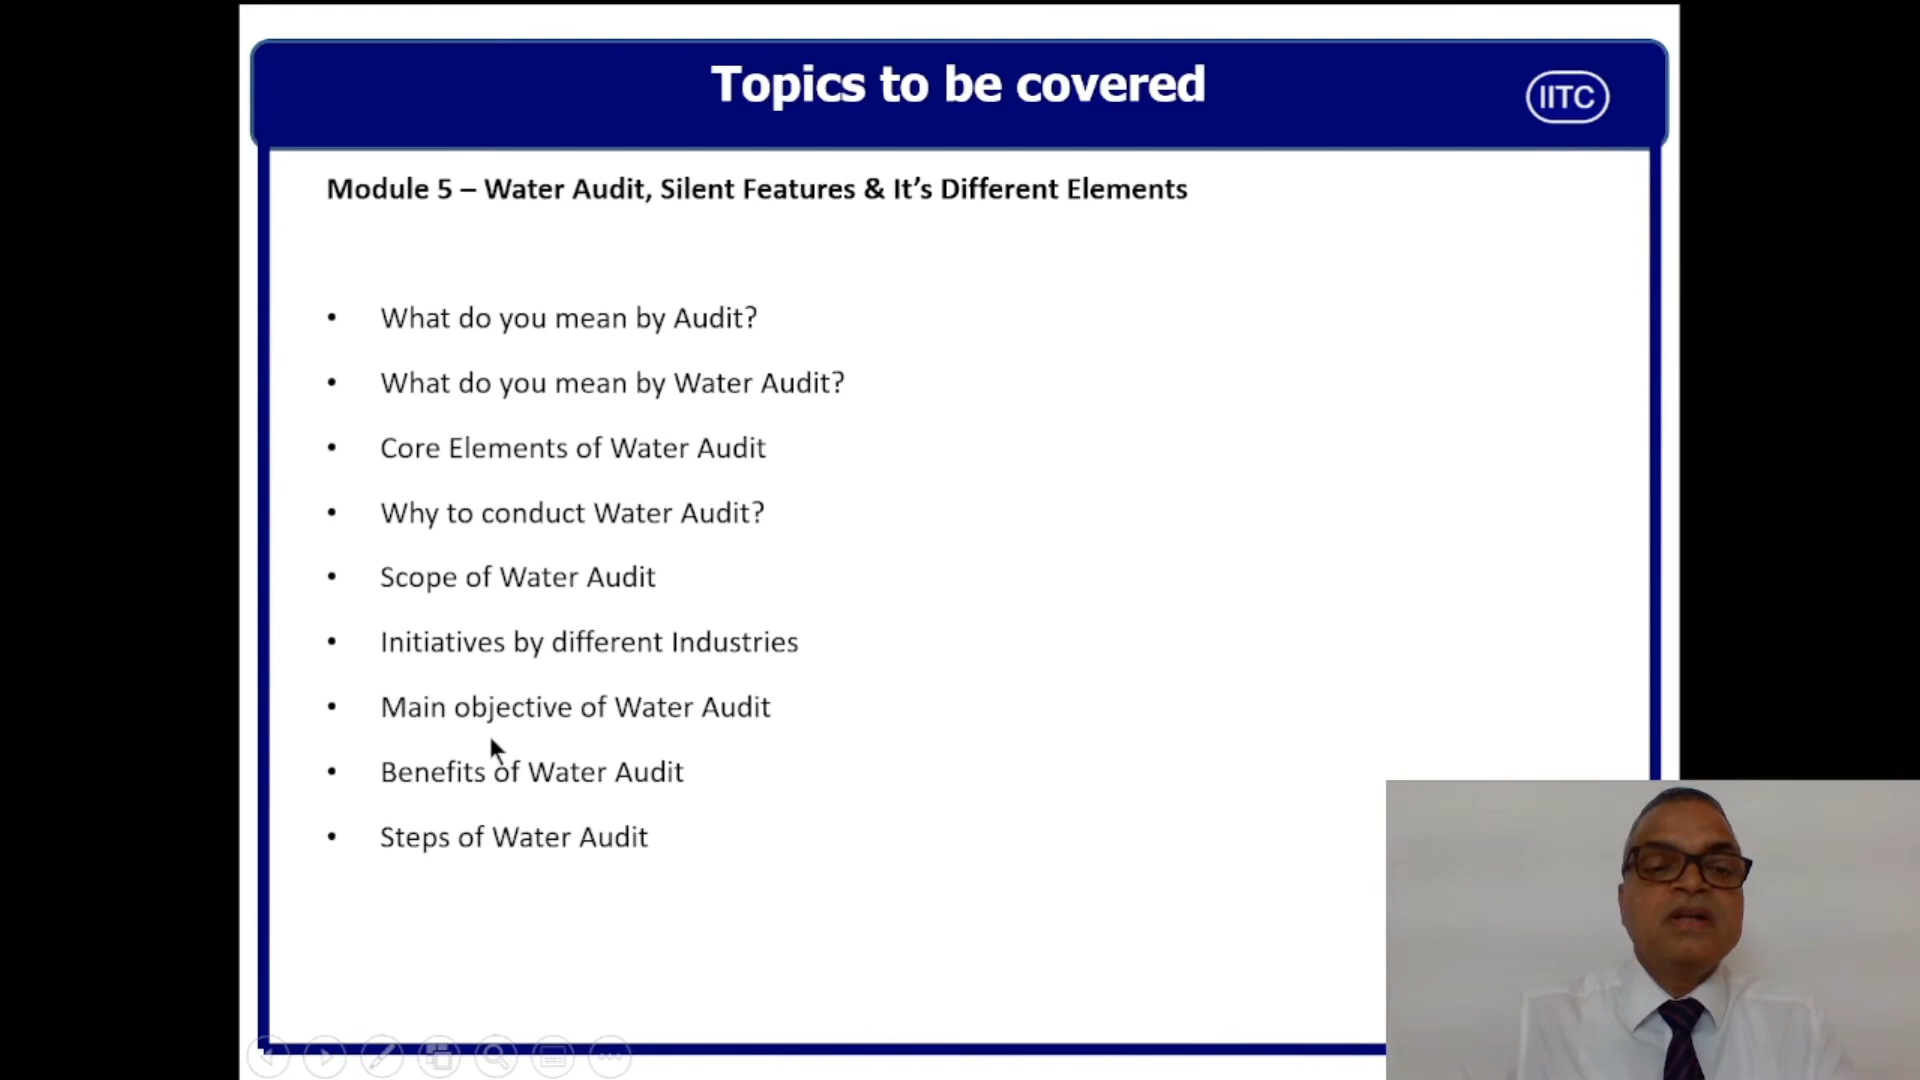 Topics to be covered
IITC
Module 5 – Water Audit, Silent Features & It’s Different Elements
• What do you mean by Audit?
• What do you mean by Water Audit?
• Core Elements of Water Audit
• Why to conduct Water Audit?
• Scope of Water Audit
• Initiatives by different Industries
• Main objective of Water Audit
• Benefits of Water Audit
• Steps of Water Audit